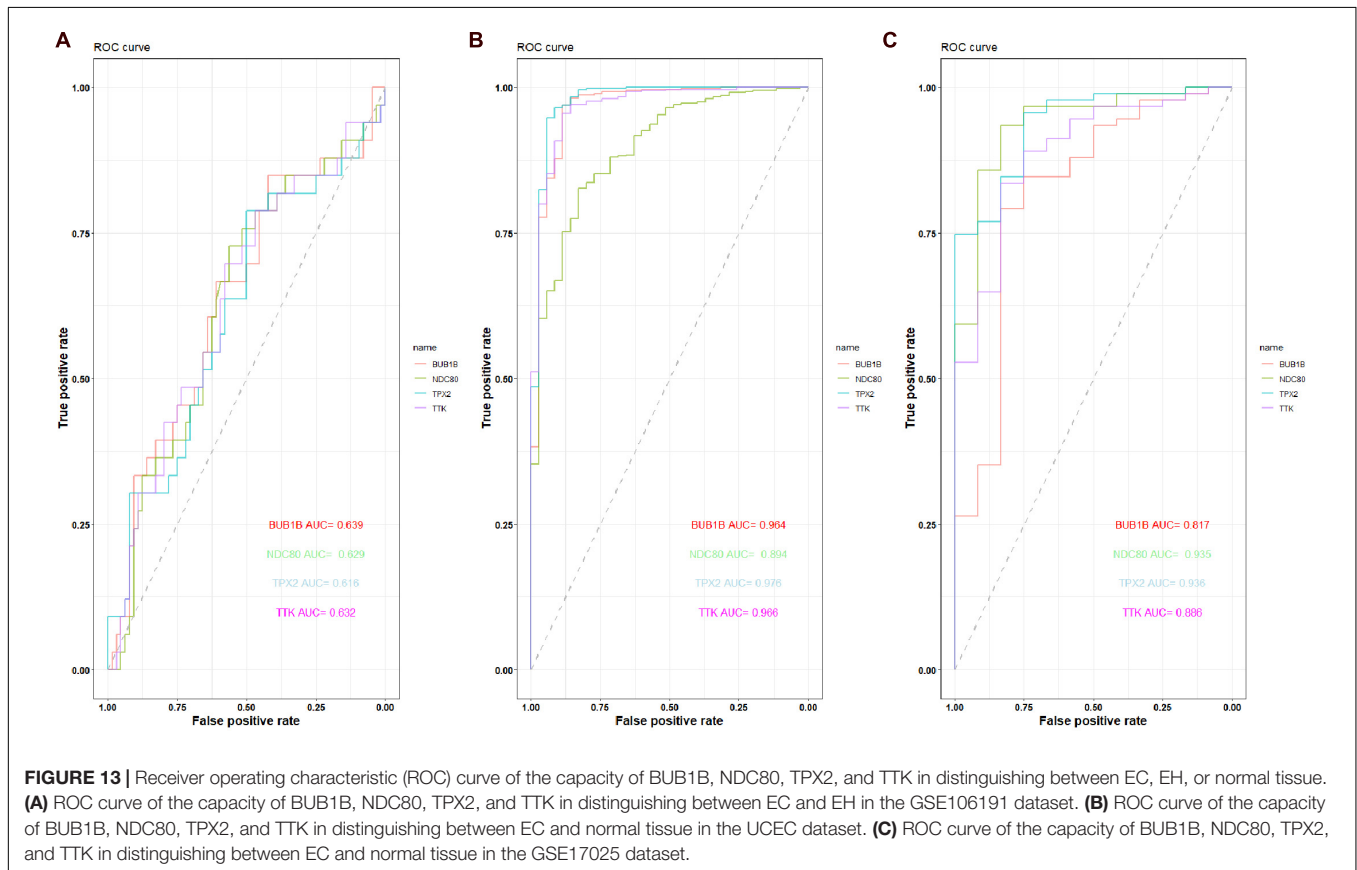 A
ROC curve
1.00
0.75
0.50
0.25
0.00
True positive rate
1.00 0.75 0.50 0.25 0.00
False positive rate
name
BUB1B
NDC80
TPX2
TTK
BUB1B AUC= 0.639
NDC80 AUC= 0.629
TPX2 AUC= 0.616
TTK AUC= 0.632
B
ROC curve
1.00
0.75
0.50
0.25
0.00
True positive rate
1.00 0.75 0.50 0.25 0.00
False positive rate
name
BUB1B
NDC80
TPX2
TTK
BUB1B AUC= 0.964
NDC80 AUC= 0.894
TPX2 AUC= 0.976
TTK AUC= 0.966
C
ROC curve
1.00
0.75
0.50
0.25
0.00
True positive rate
1.00 0.75 0.50 0.25 0.00
False positive rate
name
BUB1B
NDC80
TPX2
TTK
BUB1B AUC= 0.817
NDC80 AUC= 0.935
TPX2 AUC= 0.936
TTK AUC= 0.886
FIGURE 13 | Receiver operating characteristic (ROC) curve of the capacity of BUB1B, NDC80, TPX2, and TTK in distinguishing between EC, EH, or normal tissue.
(A) ROC curve of the capacity of BUB1B, NDC80, TPX2, and TTK in distinguishing between EC and EH in the GSE106191 dataset. (B) ROC curve of the capacity
of BUB1B, NDC80, TPX2, and TTK in distinguishing between EC and normal tissue in the UCEC dataset. (C) ROC curve of the capacity of BUB1B, NDC80, TPX2,
and TTK in distinguishing between EC and normal tissue in the GSE17025 dataset.